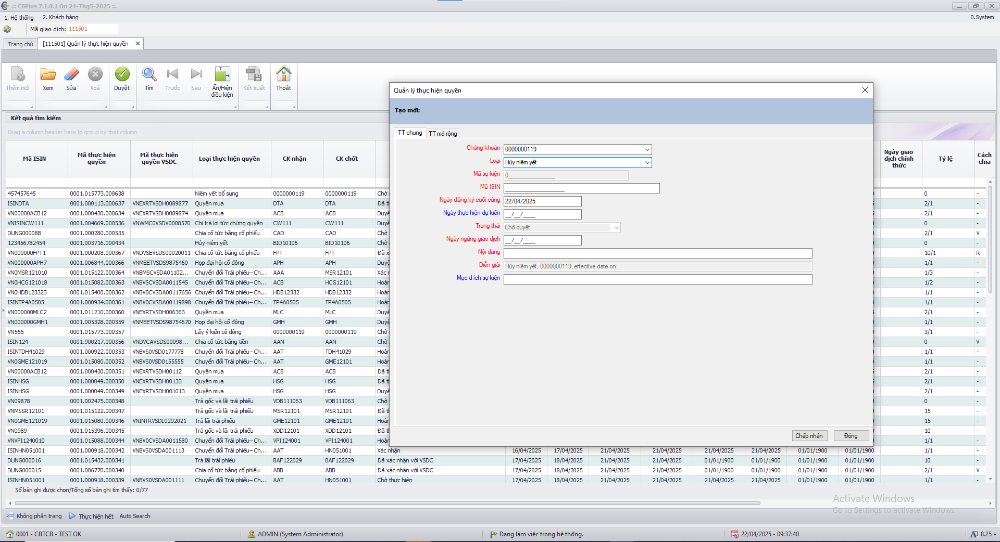 .:: CBPlus 7.1.0.1 On 24-Thg5-2025 ::.
1. Hệ thống 2. Khách hàng 0.System
Mã giao dịch: 111501
Trang chủ [111501] Quản lý thực hiện quyền
Thêm mới Xem Sửa Xoá Duyệt Tìm Trước Sau Ẩn/Hiện điều kiện Kết xuất Thoát
Kết quả tìm kiếm
Drag a column header here to group by that column
Mã ISIN Mã thực hiện quyền Mã thực hiện quyền VSDC Loại thực hiện quyền CK nhận CK chốt Ngày giao dịch chính thức Tỷ lệ Cách chia
457457645 0001.015773.000638 Niêm yết bổ sung 0000000119 0000000119 Chờ 0 -
ISINDTA 0001.000113.000637 VNEXRTVSDH0089877 Quyền mua DTA DTA 2/1 -
VN00000ACB12 0001.000430.000634 VNEXRTVSDH0089874 Quyền mua ACB ACB 2/1 -
VNISINCW111 0001.004669.000536 VNWMC0VSDV0008570 Chi trả lợi tức chứng quyền CW111 CW111 0 -
DUNG000088 0001.000280.000535 Chia cổ tức bằng cổ phiếu CAD CAD Chờ 2/1 V
123456782454 0001.003716.000434 Hủy niêm yết BID10106 BID10106 Chờ 0 -
VN000000FPT1 0001.000208.000367 VNDVSEVSDS00020011 Chia cổ tức bằng cổ phiếu FPT FPT 10/1 R
VN000000APH7 0001.006844.000366 VNMEETVSDS9875460 Họp đại hội cổ đông APH APH 1/1 -
VN0MSR121010 0001.015122.000364 VNBMSCVSDA01102... Chuyển đổi Trái phiếu– Ch... AAA MSR12101 1/3 -
VN0HCG121018 0001.015082.000363 VNBVSCVSDA0011545 Chuyển đổi Trái phiếu– Ch... ACB HCG12101 1/2 -
VN0HDB123323 0001.015400.000362 VNBV0CVSDA00117656 Chuyển đổi Trái phiếu– Ch... HDB12332 HDB12332 1/1 -
ISINTP4A0505 0001.000934.000361 VNBV0CVSDA00119898 Chuyển đổi Trái phiếu– Ch... TP4A0505 TP4A0505 1/1 -
VN000000MLC2 0001.011210.000360 VNEXRTVSDH006363 Quyền mua MLC MLC 2/1 -
VN000000GMH1 0001.005328.000359 VNMEETVSDS98754670 Họp đại hội cổ đông GMH GMH 1/1 -
VN565 0001.015773.000357 Lấy ý kiến cổ đông 0000000119 0000000119 Chờ 3/1 -
ISIN124 0001.900217.000356 VNDVCAVSDS00098... Chia cổ tức bằng tiền AAN AAN Chờ 0 V
ISINTDH41029 0001.000922.000353 VNBVS0VSD0177778 Chuyển đổi Trái phiếu– Ch... AAT TDH41029 1/1 -
VN0GME121019 0001.015080.000352 VNBVS0VSD0155555 Chuyển đổi Trái phiếu– Ch... AAT GME12101 1/1 -
VN00000ACB12 0001.000430.000351 VNEXRTVSDH00112 Quyền mua ACB ACB 2/1 -
ISINHSG 0001.000049.000350 VNEXRTVSDH00133 Quyền mua HSG HSG 2/1 -
ISINHSG 0001.000049.000349 VNEXRTVSDH001013 Quyền mua HSG HSG 2/1 -
VN09878 0001.002475.000348 Trả gốc và lãi trái phiếu VDB111063 VDB111063 Chờ 0 -
VNMSSR12101 0001.015122.000347 Trả gốc và lãi trái phiếu MSR12101 MSR12101 15 -
VN0GME121019 0001.015080.000346 VNINTRVSDL0292021 Trả lãi trái phiếu GME12101 GME12101 15 -
VN0989 0001.015396.000345 Trả gốc và lãi trái phiếu XDD12101 XDD12101 10 -
VNVPI1240010 0001.015088.000344 VNBV0CVSDA0011580 Chuyển đổi Trái phiếu– Ch... VPI124001 VPI124001 1/1 -
ISINHN051001 0001.000918.000342 VNBVS0VSDA001113 Chuyển đổi Trái phiếu– Ch... AAT HN051001 Xác nhận 16/04/2025 17/04/2025 21/04/2025 21/04/2025 21/04/2025 21/04/2025 01/01/1900 01/01/1900 1/1 -
DUNG000016 0001.015432.000341 Trả lãi trái phiếu BAF122029 BAF122029 Đã xác nhận với VSDC 17/04/2025 18/04/2025 21/04/2025 21/04/2025 01/01/1900 01/01/1900 01/01/1900 01/01/1900 10 -
DUNG000015 0001.006770.000340 Chia cổ tức bằng cổ phiếu ABB ABB Đã xác nhận với VSDC 17/04/2025 18/04/2025 21/04/2025 21/04/2025 01/01/1900 01/01/1900 01/01/1900 01/01/1900 2/1 V
ISINHN051001 0001.000918.000339 VNBVS0VSDA001111 Chuyển đổi Trái phiếu– Ch... AAT HN051001 Chờ thực hiện 17/04/2025 18/04/2025 21/04/2025 21/04/2025 21/04/2025 21/04/2025 01/01/1900 01/01/1900 1/1 -
Số bản ghi được chọn/Tổng số bản ghi tìm thấy: 0/77
Quản lý thực hiện quyền
Tạo mới:
TT chung TT mở rộng
Chứng khoán 0000000119
Loại Hủy niêm yết
Mã sự kiện 0_______________
Mã ISIN ___________________
Ngày đăng ký cuối cùng 22/04/2025
Ngày thực hiện dự kiến __/__/____
Trạng thái Chờ duyệt
Ngày ngừng giao dịch __/__/____
Nội dung
Diễn giải Hủy niêm yết, 0000000119, effective date on:
Mục đích sự kiện
Chấp nhận Đóng
Activate Windows
Go to Settings to activate Windows.
Không phân trang Thực hiện hết Auto Search
0001 - CBTCB - TEST OK ADMIN (System Administrator) Đang làm việc trong hệ thống. 22/04/2025 - 09:37:40 8.25